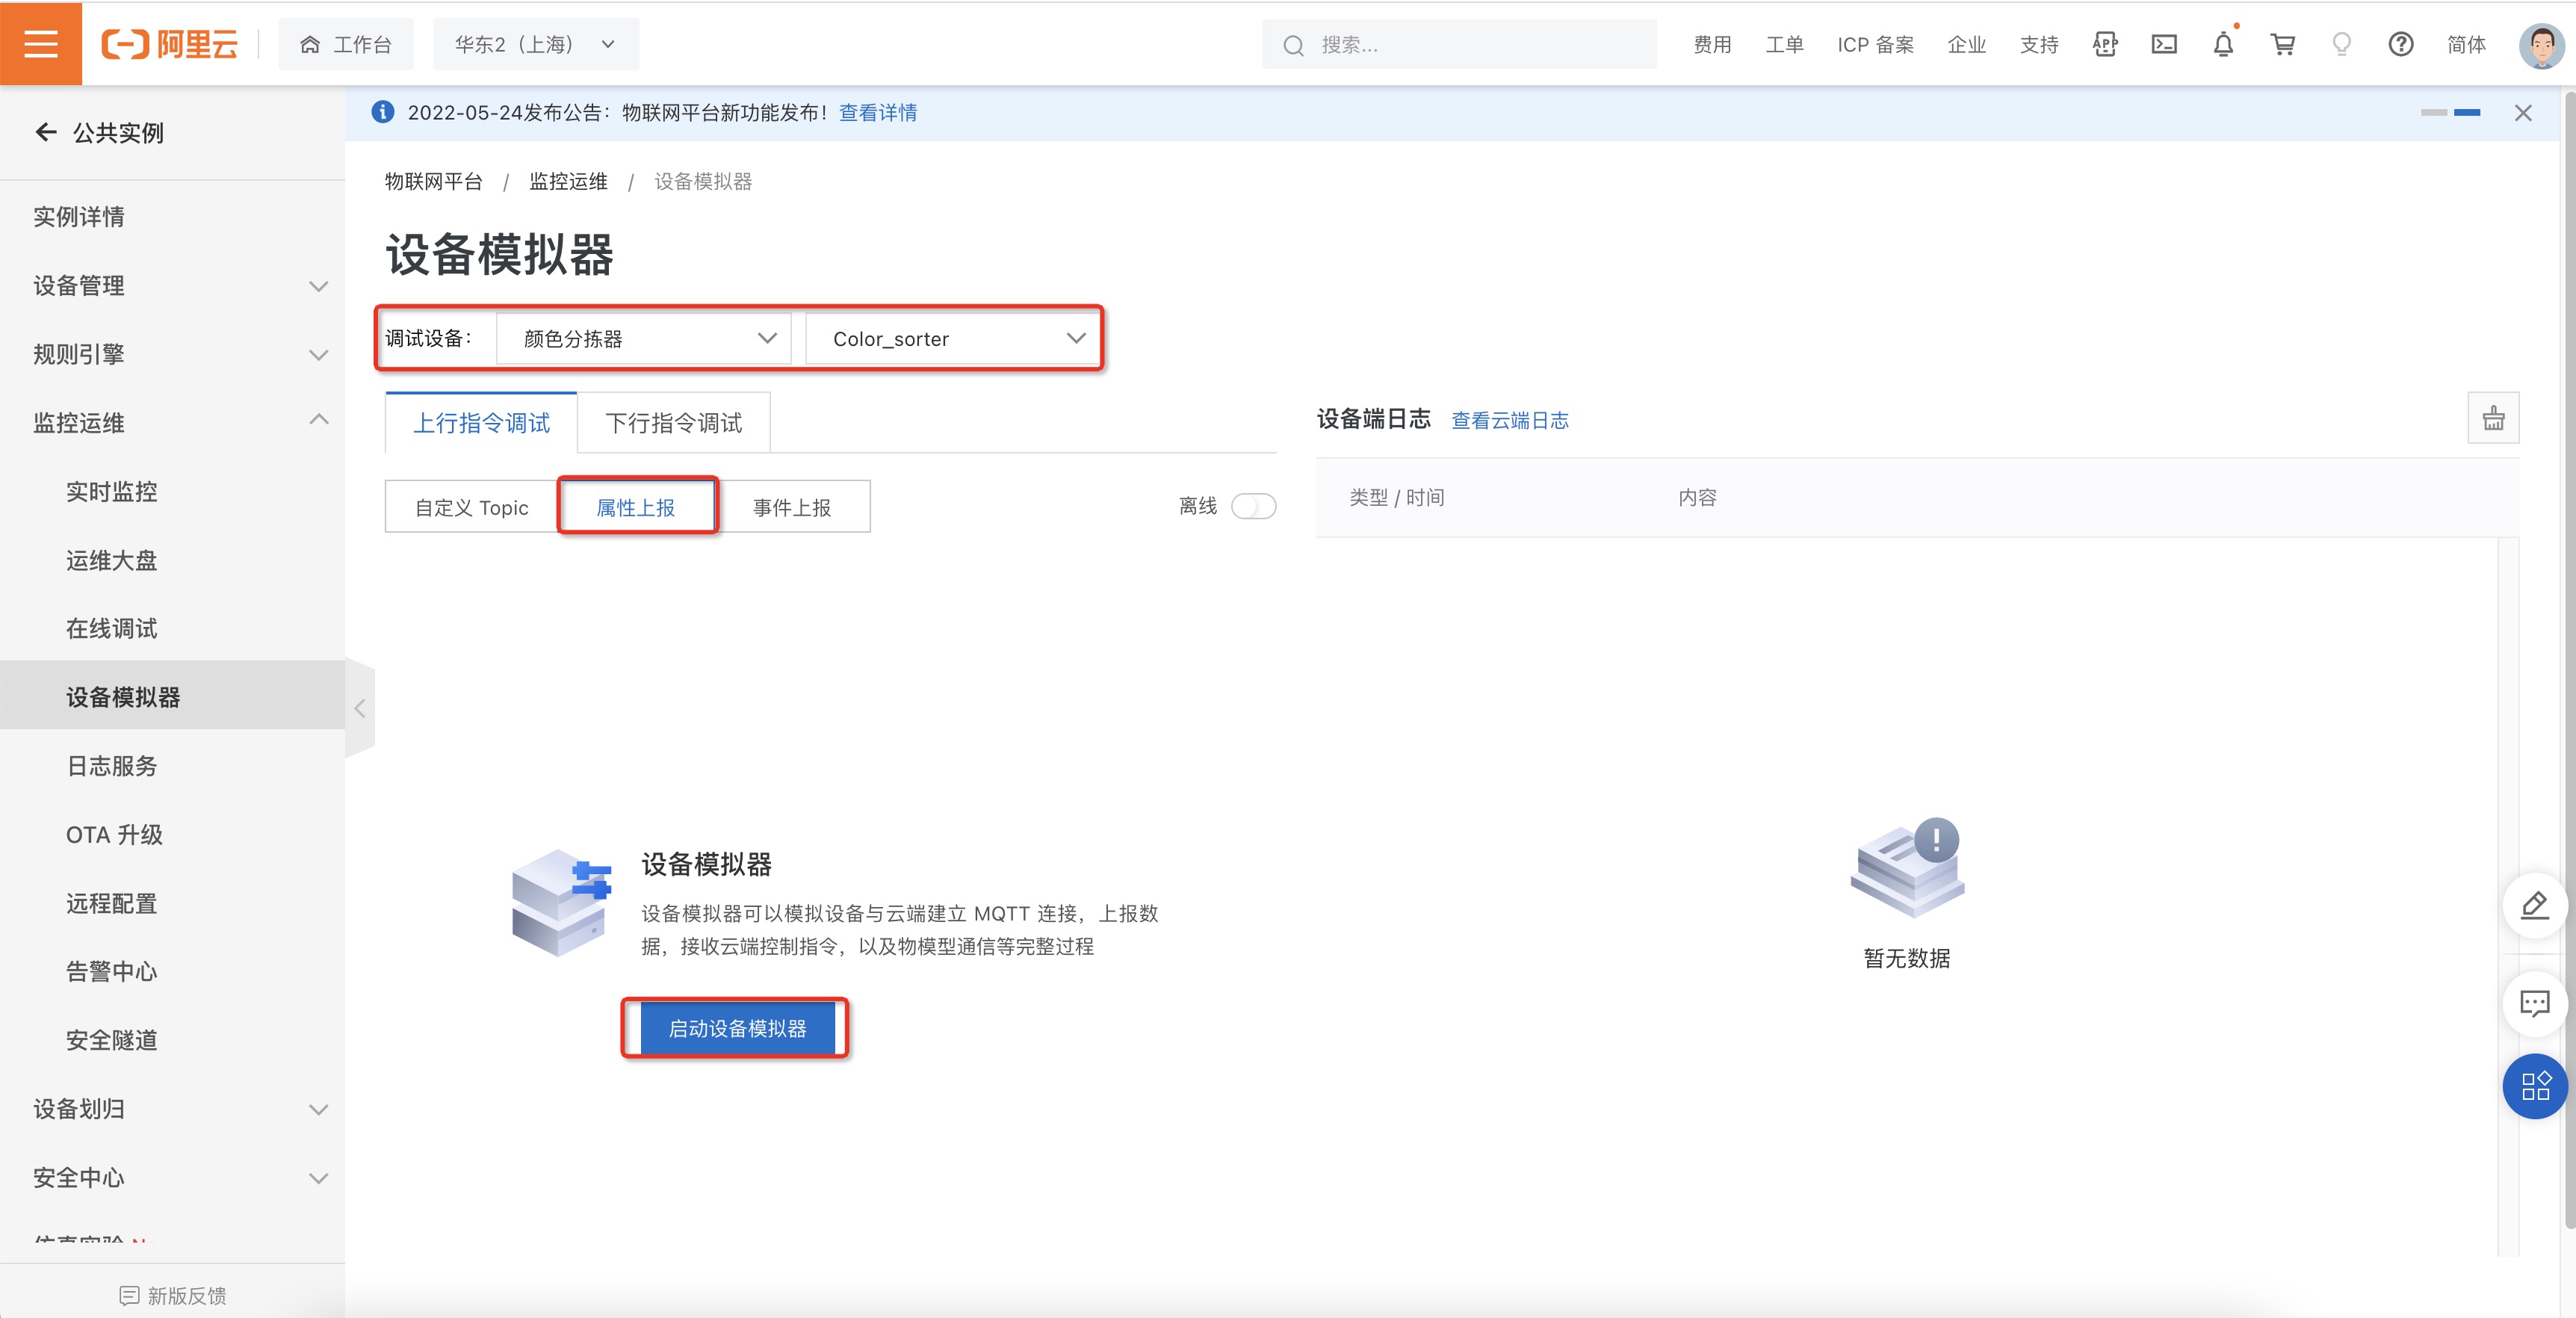 阿里云
工作台
华东2（上海）
搜索...
费用
工单
ICP 备案
企业
支持
APP
简体
公共实例
2022-05-24发布公告：物联网平台新功能发布！ 查看详情
实例详情
设备管理
规则引擎
监控运维
实时监控
运维大盘
在线调试
设备模拟器
日志服务
OTA 升级
远程配置
告警中心
安全隧道
设备划归
安全中心
新版反馈
物联网平台 / 监控运维 / 设备模拟器
设备模拟器
调试设备：
颜色分拣器
Color_sorter
上行指令调试
下行指令调试
自定义 Topic
属性上报
事件上报
离线
设备模拟器
设备模拟器可以模拟设备与云端建立 MQTT 连接，上报数
据，接收云端控制指令，以及物模型通信等完整过程
启动设备模拟器
设备端日志
查看云端日志
类型 / 时间
内容
暂无数据